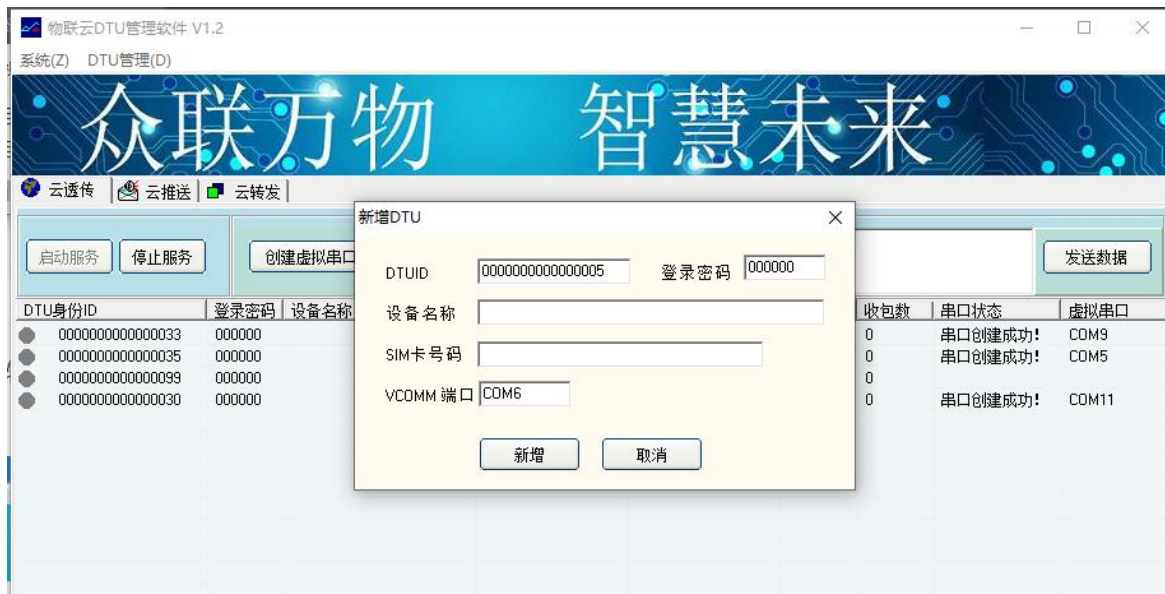 物联云DTU管理软件 V1.2
系统(Z) DTU管理(D)
众联万物 智慧未来
云透传 云推送 云转发
新增DTU
启动服务 停止服务 创建虚拟串口 发送数据
DTUID 0000000000000005 登录密码 000000
设备名称
SIM卡号码
VCOMM 端口 COM6
新增 取消
DTU身份ID 登录密码 设备名称 收包数 串口状态 虚拟串口
0000000000000033 000000 0 串口创建成功! COM9
0000000000000035 000000 0 串口创建成功! COM5
0000000000000099 000000 0
0000000000000030 000000 0 串口创建成功! COM11